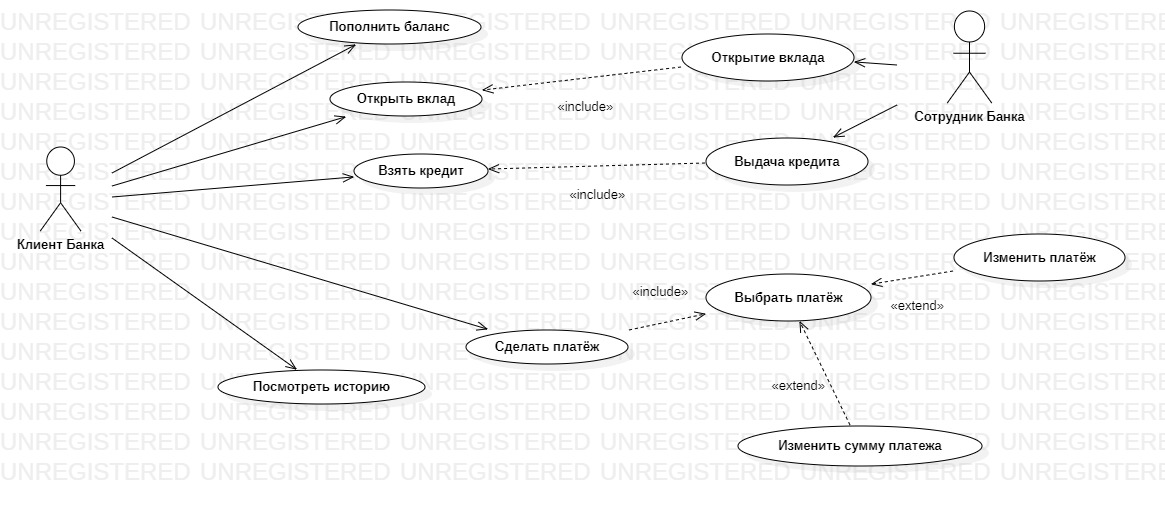 Пополнить баланс
Открытие вклада
Открыть вклад
«include»
Сотрудник Банка
Выдача кредита
Взять кредит
«include»
Клиент Банка
Изменить платёж
«include»
Выбрать платёж
«extend»
Сделать платёж
Посмотреть историю
«extend»
Изменить сумму платежа
UNREGISTERED UNREGISTERED UNREGISTERED UNREGISTERED UNREGISTERED UNREGISTERED